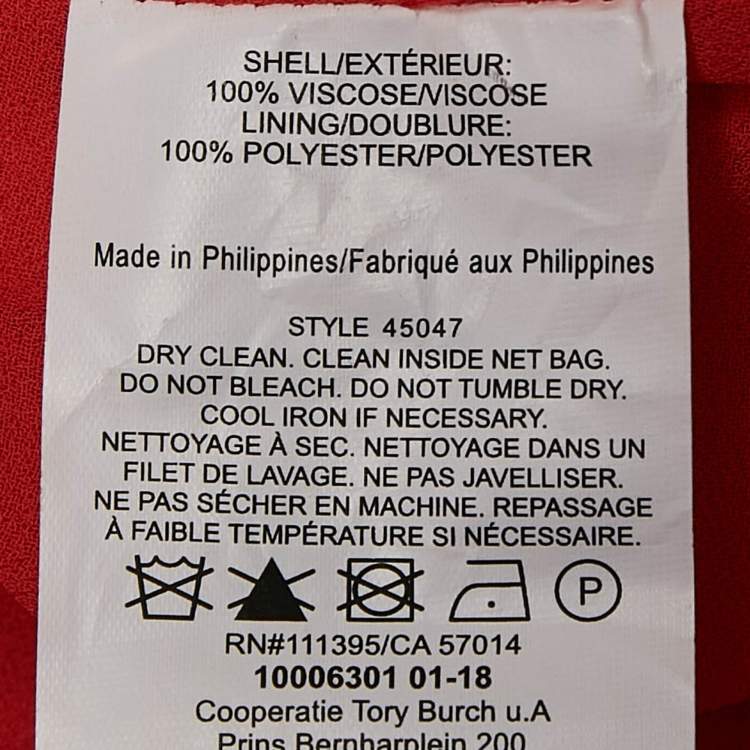 SHELL/EXTÉRIEUR:
100% VISCOSE/VISCOSE
LINING/DOUBLURE:
100% POLYESTER/POLYESTER
Made in Philippines/Fabriqué aux Philippines
STYLE 45047
DRY CLEAN. CLEAN INSIDE NET BAG.
DO NOT BLEACH. DO NOT TUMBLE DRY.
COOL IRON IF NECESSARY.
NETTOYAGE À SEC. NETTOYAGE DANS UN
FILET DE LAVAGE. NE PAS JAVELLISER.
NE PAS SÉCHER EN MACHINE. REPASSAGE
À FAIBLE TEMPÉRATURE SI NÉCESSAIRE.
P
RN#111395/CA 57014
10006301 01-18
Cooperatie Tory Burch u.A
Prins Bernharplein 200